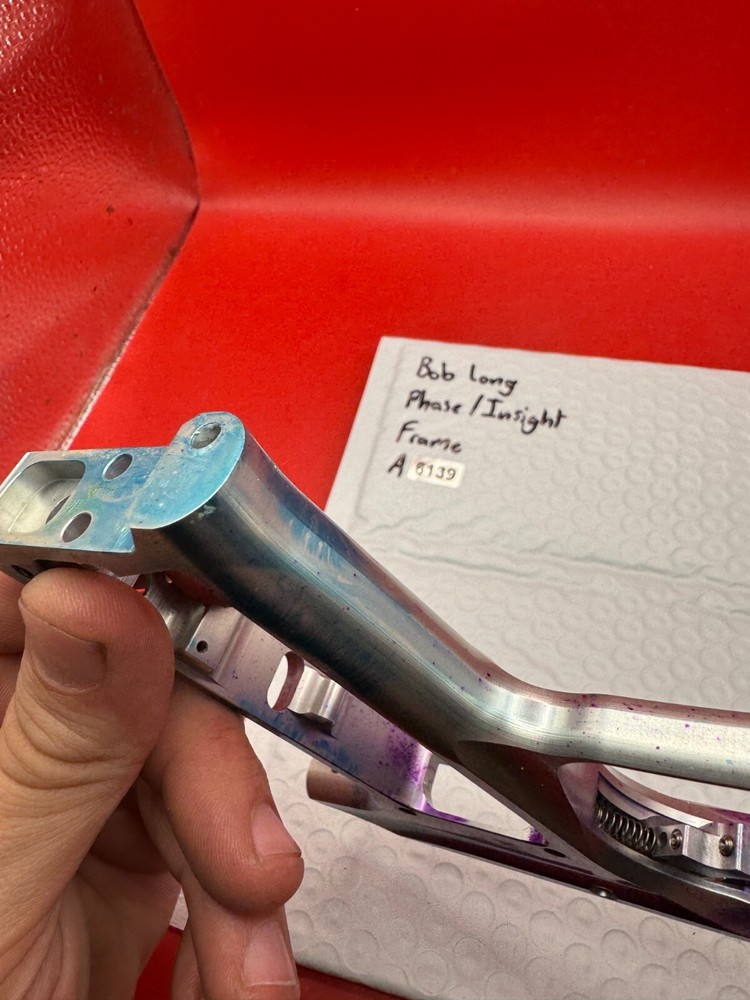 Bob Long
Phase/Insight
Frame
A 6139